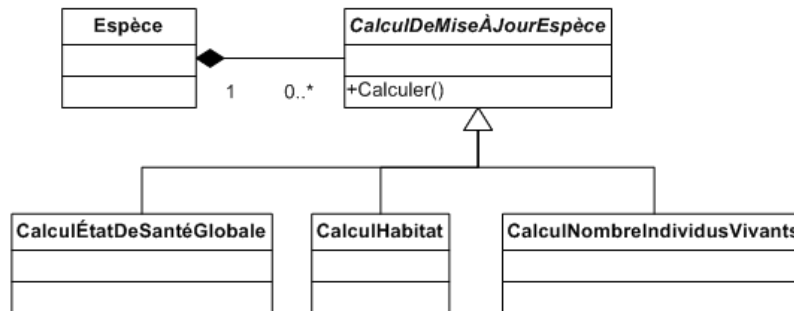 Espèce
CalculDeMiseÀJourEspèce
1
0..*
+Calculer()
CalculÉtatDeSantéGlobale
CalculHabitat
CalculNombreIndividusVivants